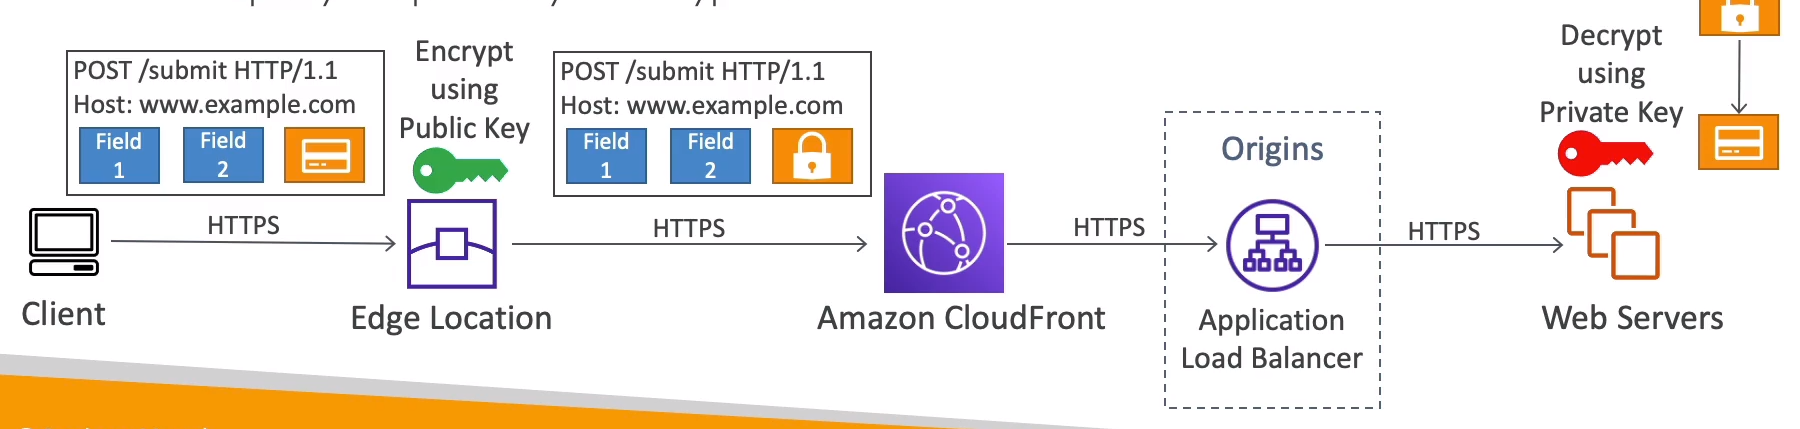 POST /submit HTTP/1.1
Host: www.example.com
Field
1
Field
2
Encrypt
using
Public Key
POST /submit HTTP/1.1
Host: www.example.com
Field
1
Field
2
Decrypt
using
Private Key
Origins
HTTPS
HTTPS
HTTPS
HTTPS
Client
Edge Location
Amazon CloudFront
Application
Load Balancer
Web Servers